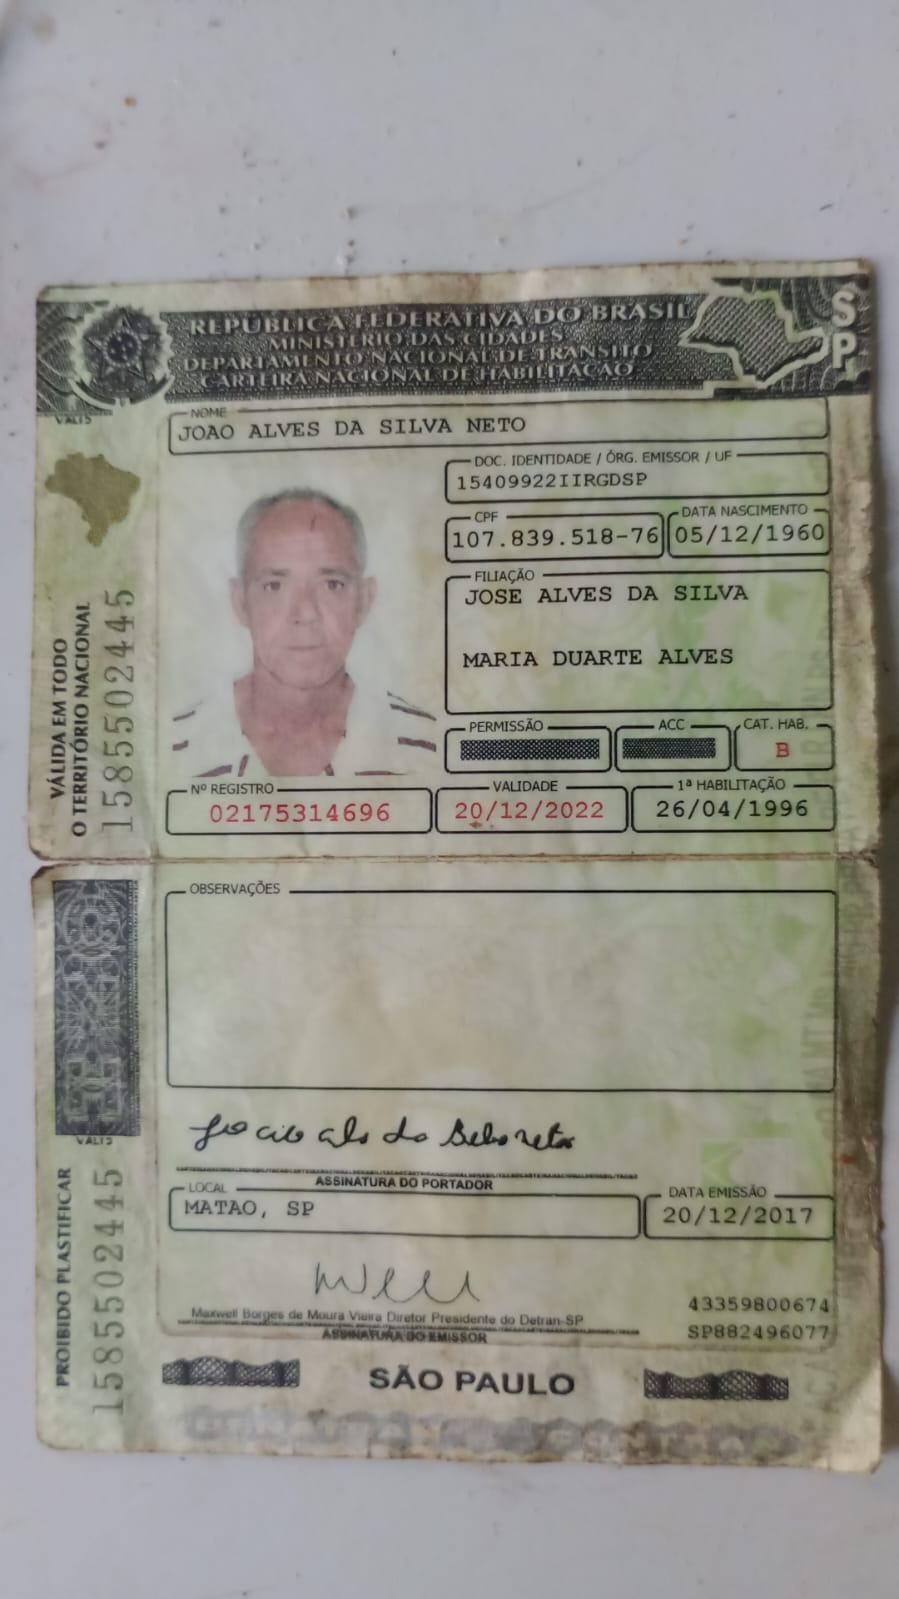 REPÚBLICA FEDERATIVA DO BRASIL
MINISTÉRIO DAS CIDADES
DEPARTAMENTO NACIONAL DE TRANSITO
CARTEIRA NACIONAL DE HABILITAÇÃO
SP
NOME
JOAO ALVES DA SILVA NETO
DOC. IDENTIDADE / ÓRG. EMISSOR / UF
15409922IIRGDSP
CPF
107.839.518-76
DATA NASCIMENTO
05/12/1960
FILIAÇÃO
JOSE ALVES DA SILVA
MARIA DUARTE ALVES
PERMISSÃO
ACC
CAT. HAB.
B
Nº REGISTRO
02175314696
VALIDADE
20/12/2022
1ª HABILITAÇÃO
26/04/1996
VÁLIDA EM TODO
O TERRITÓRIO NACIONAL
1585502445
OBSERVAÇÕES
ASSINATURA DO PORTADOR
LOCAL
MATAO, SP
DATA EMISSÃO
20/12/2017
Maxwell Borges de Moura Vieira Diretor Presidente do Detran-SP
ASSINATURA DO EMISSOR
43359800674
SP882496077
PROIBIDO PLASTIFICAR
1585502445
SÃO PAULO